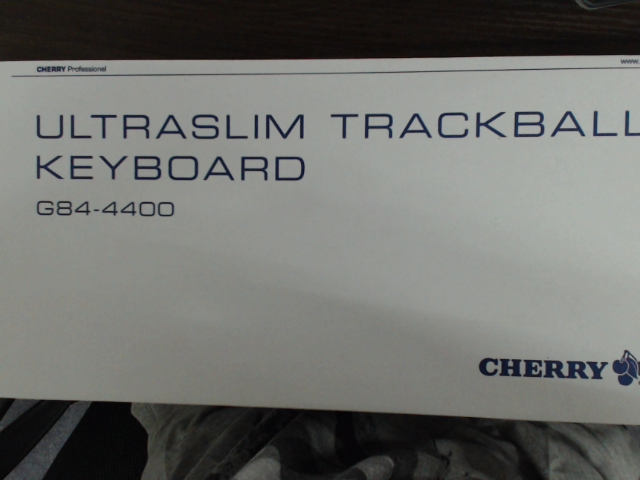 CHERRY Professional
www.
ULTRASLIM TRACKBALL
KEYBOARD
G84-4400
CHERRY